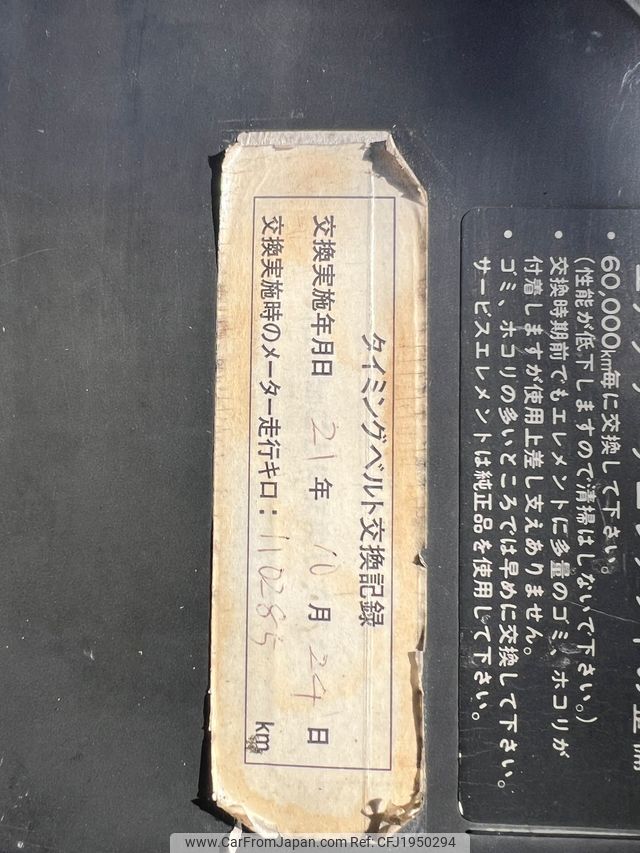 タイミングベルト交換記録
交換実施年月日 21年 10月 24日
交換実施時のメーター走行キロ： 110285 km
• 60,000km毎に交換して下さい。
(性能が低下しますので清掃はしないで下さい。)
• 交換時期前でもエレメントに多量のゴミ、ホコリが
付着しますが使用上差し支えありません。
• ゴミ、ホコリの多いところでは早めに交換して下さい。
サービスエレメントは純正品を使用して下さい。
CarFromJapan - www.carfromjapan.com - CFJ1950294